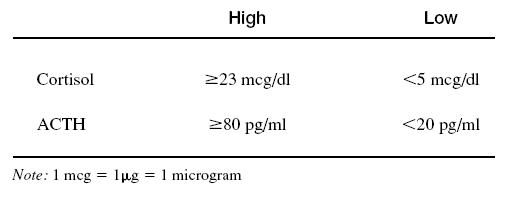 High Low
Cortisol ≥23 mcg/dl <5 mcg/dl
ACTH ≥80 pg/ml <20 pg/ml
Note: 1 mcg = 1μg = 1 microgram